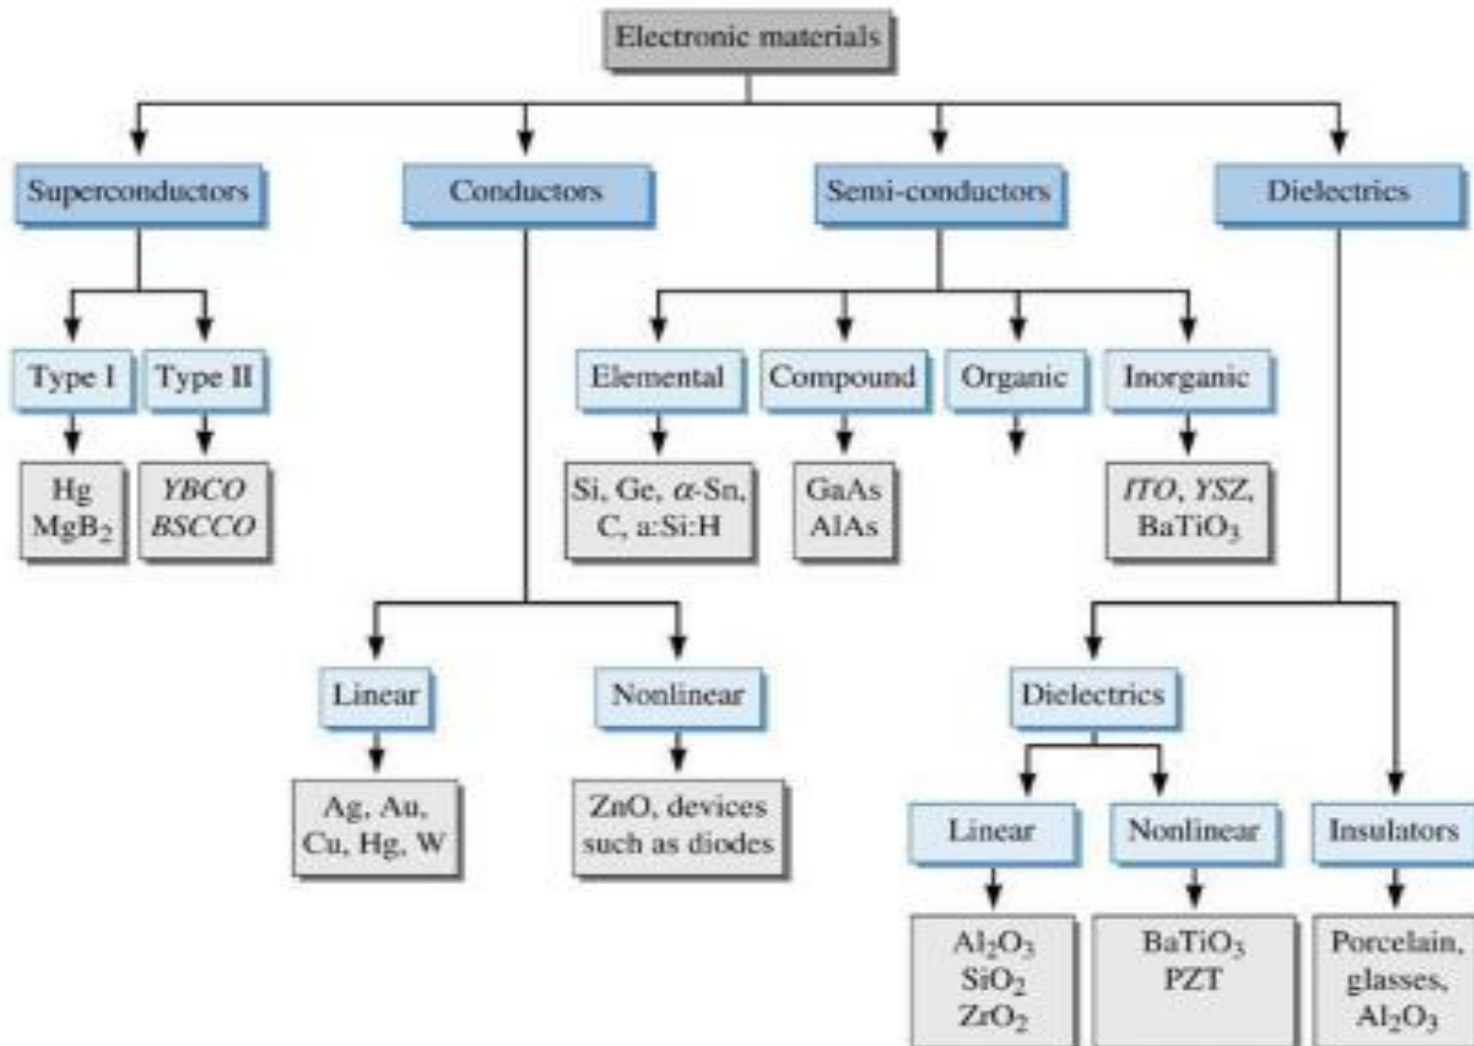 Electronic materials
Superconductors
Conductors
Semi-conductors
Dielectrics
Type I
Type II
Elemental
Compound
Organic
Inorganic
Hg
MgB₂
YBCO
BSCCO
Si, Ge, α-Sn,
C, a:Si:H
GaAs
AlAs
ITO, YSZ,
BaTiO₃
Linear
Nonlinear
Dielectrics
Ag, Au,
Cu, Hg, W
ZnO, devices
such as diodes
Linear
Nonlinear
Insulators
Al₂O₃
SiO₂
ZrO₂
BaTiO₃
PZT
Porcelain,
glasses,
Al₂O₃